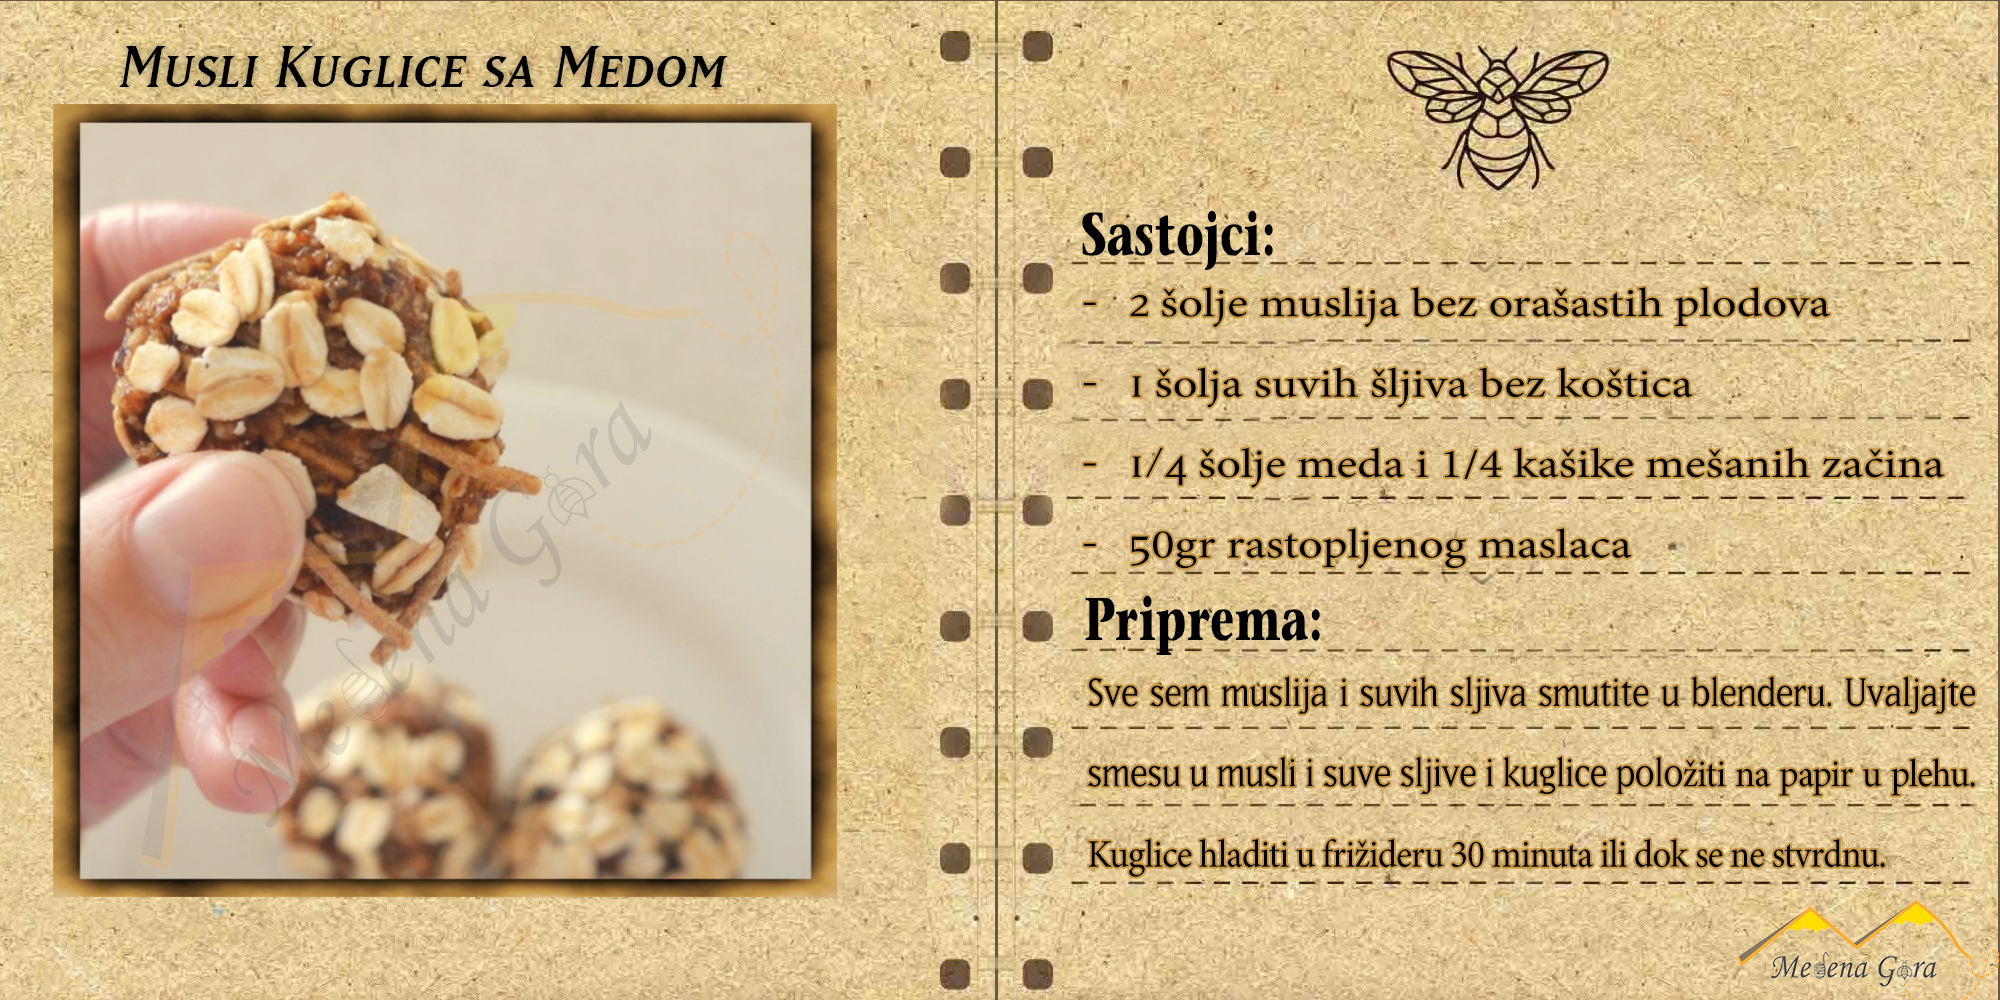 Musli Kuglice sa Medom
Medena Gora
Sastojci:
- 2 šolje muslija bez orašastih plodova
- 1 šolja suvih šljiva bez koštica
- 1/4 šolje meda i 1/4 kašike mešanih začina
- 50gr rastopljenog maslaca
Priprema:
Sve sem muslija i suvih sljiva smutite u blenderu. Uvaljajte
smesu u musli i suve sljive i kuglice položiti na papir u plehu.
Kuglice hladiti u frižideru 30 minuta ili dok se ne stvrdnu.
Medena Gora